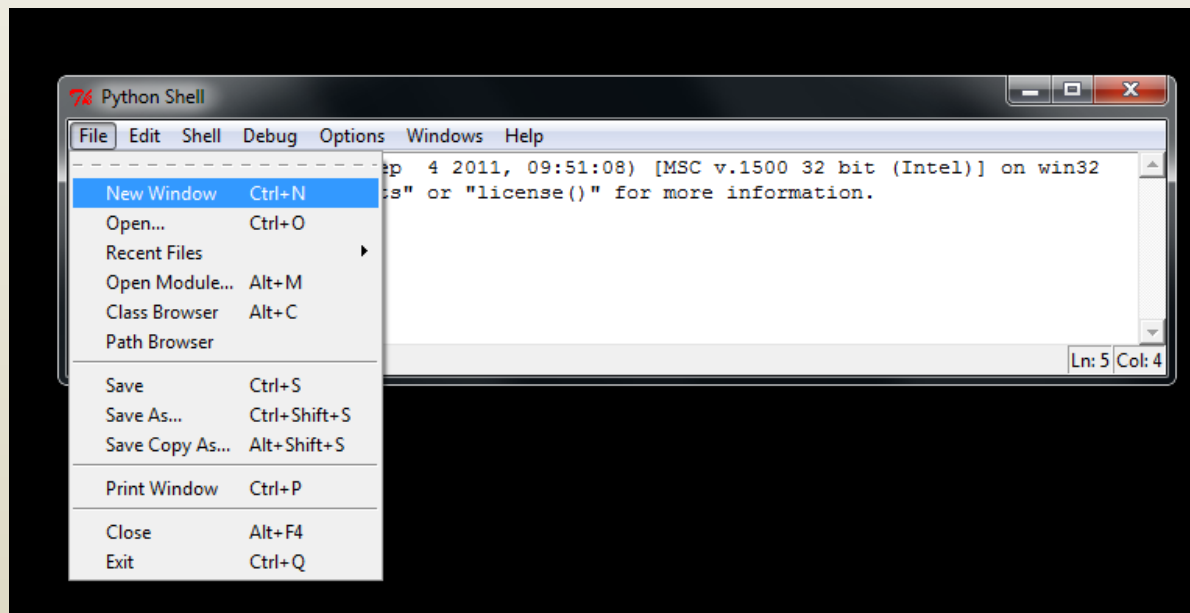 Python Shell
File Edit Shell Debug Options Windows Help
4 2011, 09:51:08) [MSC v.1500 32 bit (Intel)] on win32
" or "license()" for more information.
New Window Ctrl+N
Open... Ctrl+O
Recent Files
Open Module... Alt+M
Class Browser Alt+C
Path Browser
Save Ctrl+S
Save As... Ctrl+Shift+S
Save Copy As... Alt+Shift+S
Print Window Ctrl+P
Close Alt+F4
Exit Ctrl+Q
Ln: 5 Col: 4